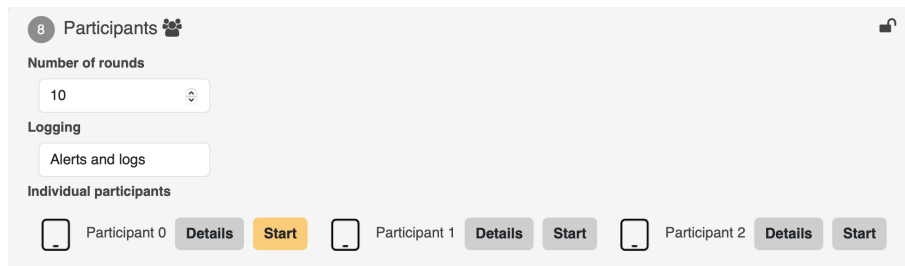 8 Participants
Number of rounds
10
Logging
Alerts and logs
Individual participants
Participant 0 Details Start Participant 1 Details Start Participant 2 Details Start